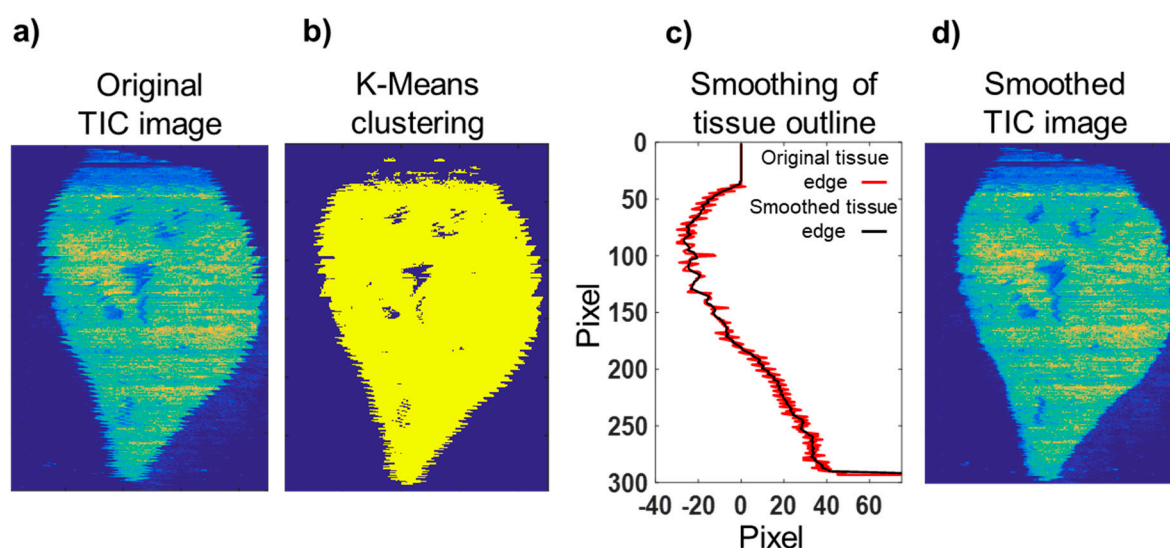 a)
Original
TIC image
b)
K-Means
clustering
c)
Smoothing of
tissue outline
Original tissue
edge
Smoothed tissue
edge
Pixel
0
50
100
150
200
250
300
-40 -20 0 20 40 60
Pixel
d)
Smoothed
TIC image